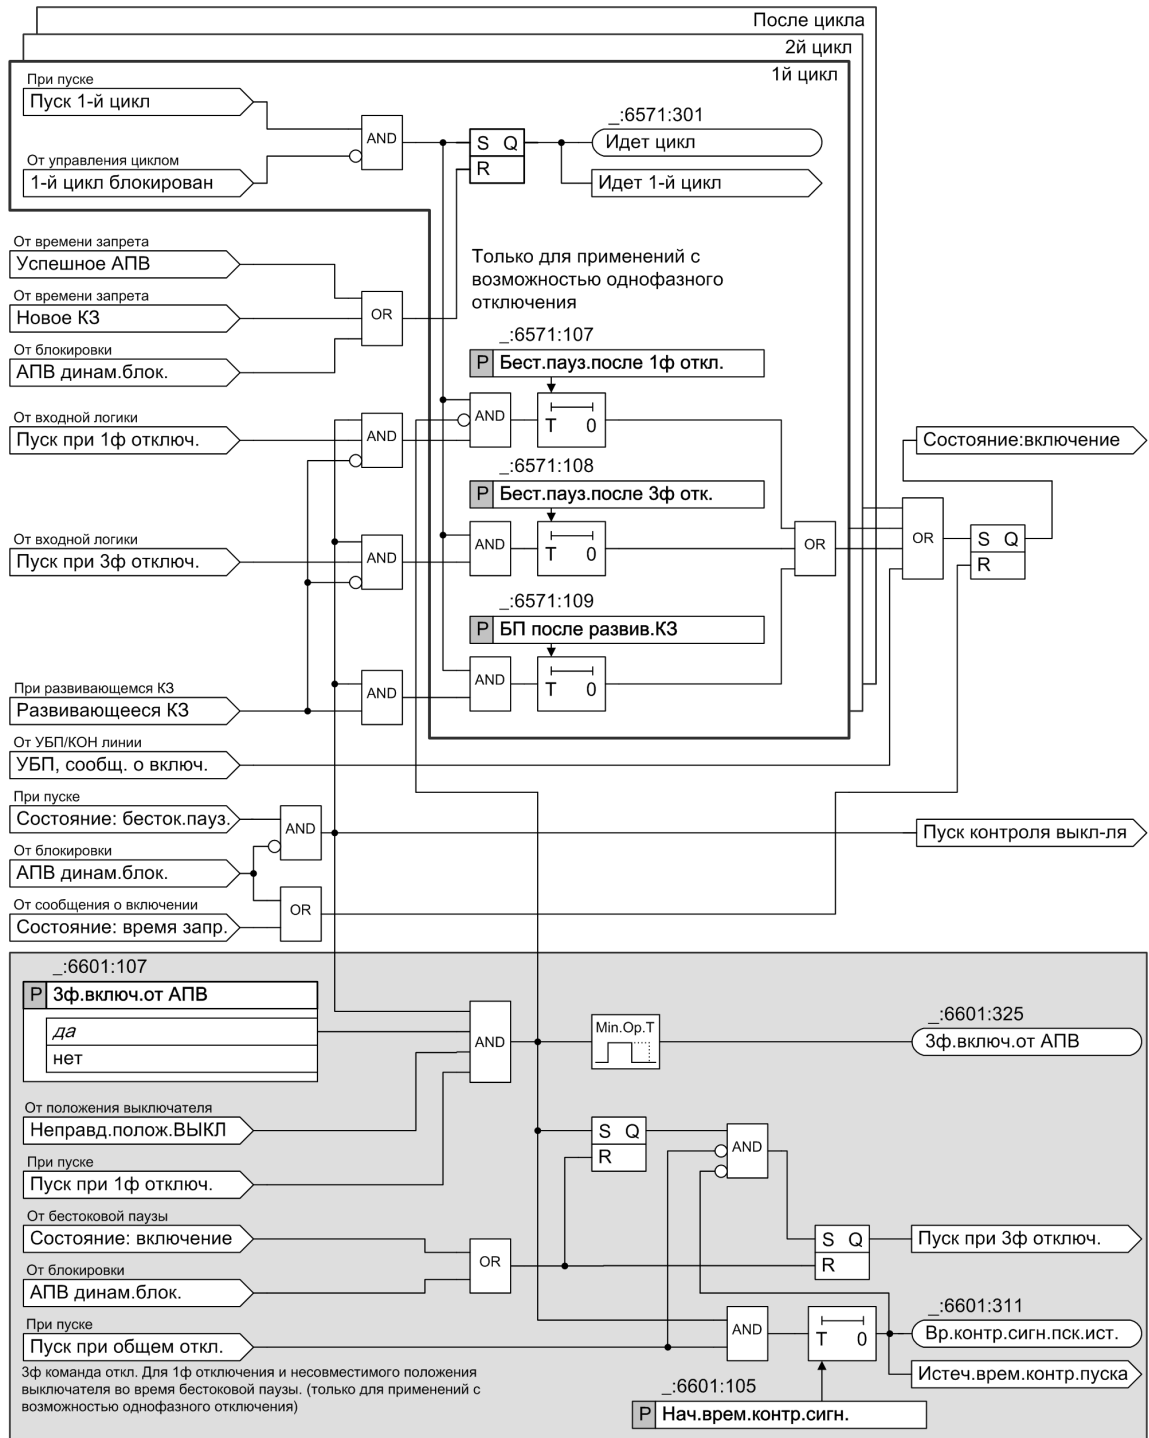 После цикла
2й цикл
1й цикл
При пуске
Пуск 1-й цикл
От управления циклом
1-й цикл блокирован
AND
S Q
R
_:6571:301
Идет цикл
Идет 1-й цикл
От времени запрета
Успешное АПВ
От времени запрета
Новое КЗ
От блокировки
АПВ динам.блок.
OR
Только для применений с
возможностью однофазного
отключения
_:6571:107
P Бест.пауз.после 1ф откл.
От входной логики
Пуск при 1ф отключ.
AND
AND
T 0
Состояние:включение
_:6571:108
P Бест.пауз.после 3ф отк.
От входной логики
Пуск при 3ф отключ.
AND
AND
T 0
OR
OR
S Q
R
_:6571:109
P БП после развив.КЗ
При развивающемся КЗ
Развивающееся КЗ
AND
AND
T 0
От УБП/КОН линии
УБП, сообщ. о включ.
При пуске
Состояние: бесток.пауз.
AND
Пуск контроля выкл-ля
От блокировки
АПВ динам.блок.
От сообщения о включении
Состояние: время запр.
OR
_:6601:107
P 3ф.включ.от АПВ
да
нет
AND
Min.Op.T
_:6601:325
3ф.включ.от АПВ
От положения выключателя
Неправд.полож.ВЫКЛ
S Q
R
AND
При пуске
Пуск при 1ф отключ.
От бестоковой паузы
Состояние: включение
OR
S Q
R
Пуск при 3ф отключ.
От блокировки
АПВ динам.блок.
При пуске
Пуск при общем откл.
AND
T 0
_:6601:311
Вр.контр.сигн.пск.ист.
Истеч.врем.контр.пуска
3ф команда откл. Для 1ф отключения и несовместимого положения
выключателя во время бестоковой паузы. (только для применений с
возможностью однофазного отключения)
_:6601:105
P Нач.врем.контр.сигн.